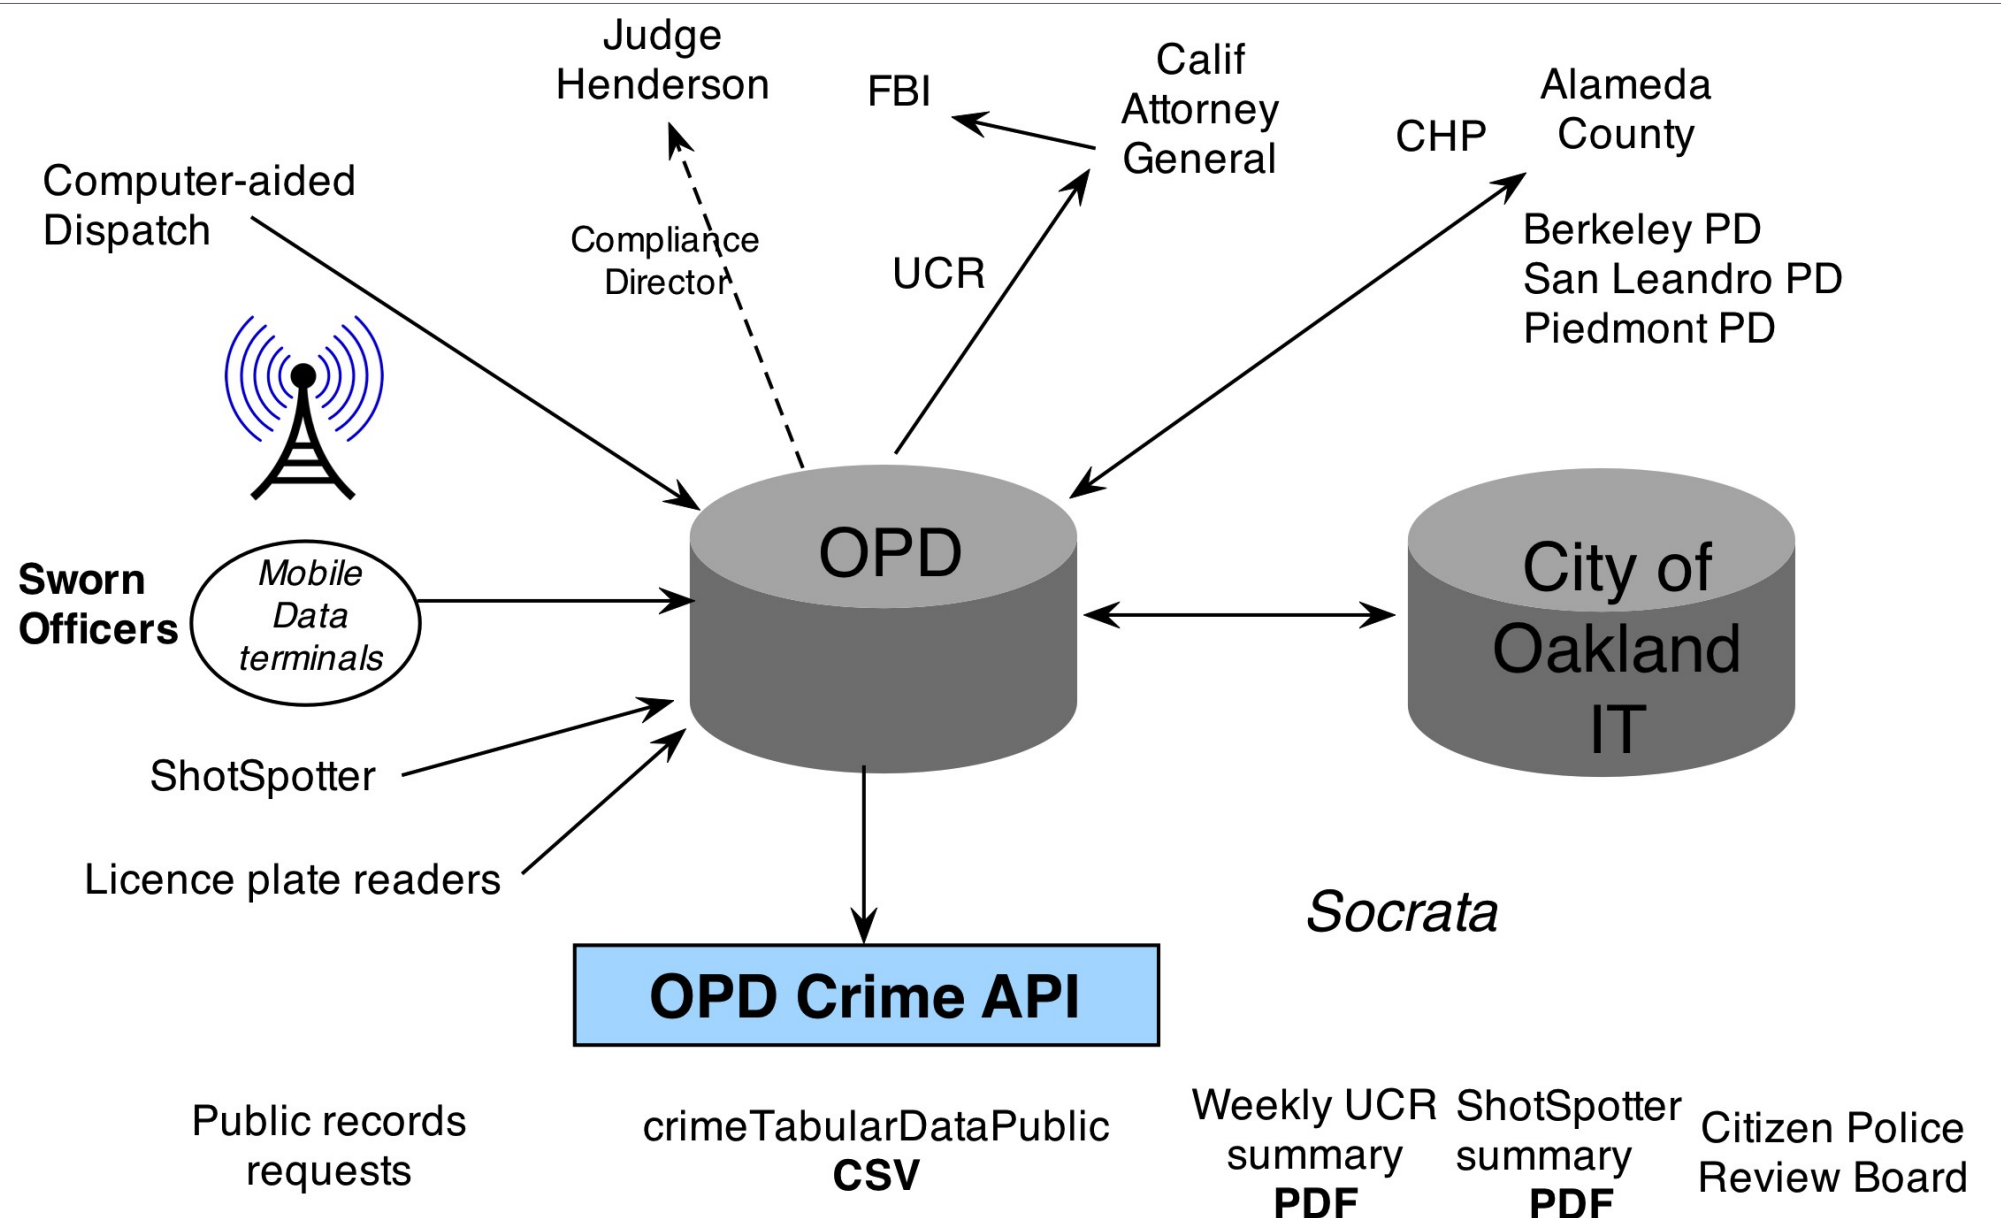 Judge
Henderson
FBI
Calif
Attorney
General
CHP
Alameda
County
Computer-aided
Dispatch
Compliance
Director
UCR
Berkeley PD
San Leandro PD
Piedmont PD
OPD
City of
Oakland
IT
Sworn
Officers
Mobile
Data
terminals
ShotSpotter
Licence plate readers
Socrata
OPD Crime API
Public records
requests
crimeTabularDataPublic
CSV
Weekly UCR
summary
PDF
ShotSpotter
summary
PDF
Citizen Police
Review Board